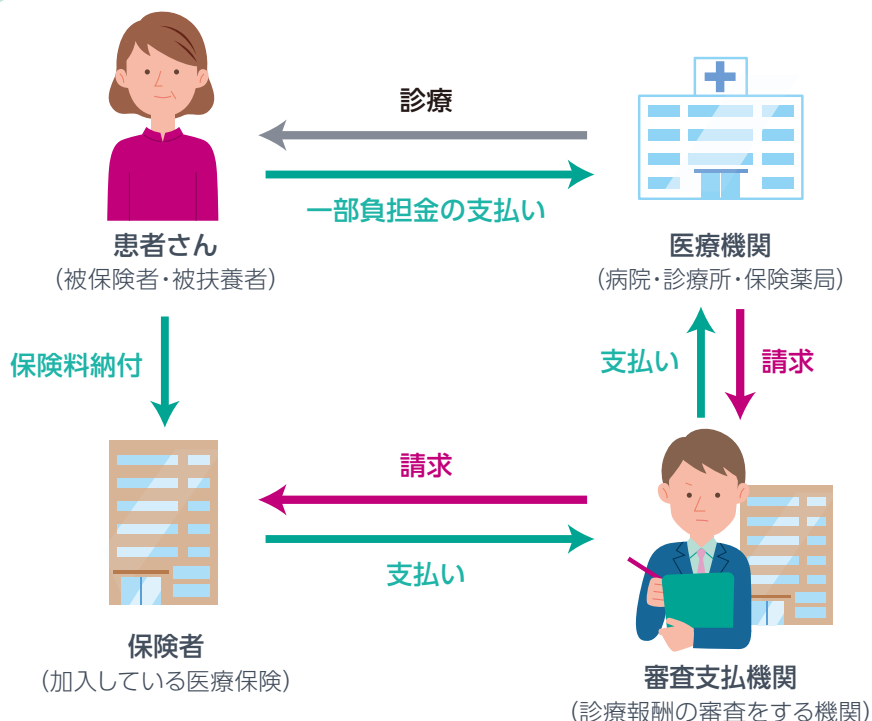 診療
一部負担金の支払い
患者さん
（被保険者・被扶養者）
医療機関
（病院・診療所・保険薬局）
保険料納付
支払い
請求
請求
支払い
保険者
（加入している医療保険）
審査支払機関
（診療報酬の審査をする機関）